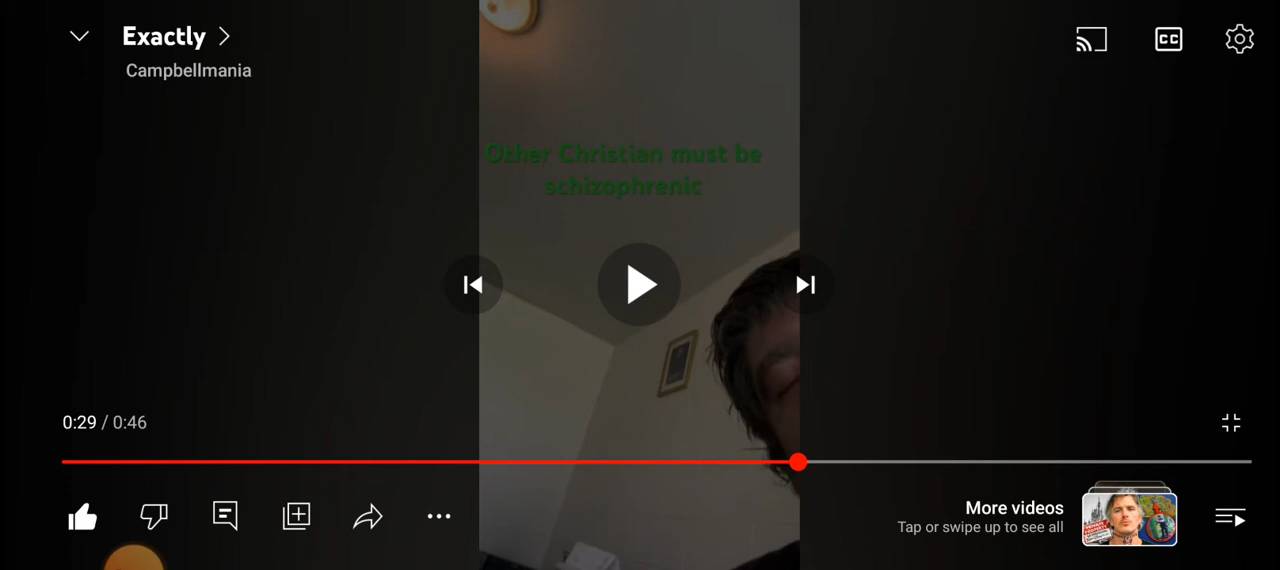 Exactly
Campbellmania
CC
Other Christian must be
schizophrenic
0:29 / 0:46
More videos
Tap or swipe up to see all